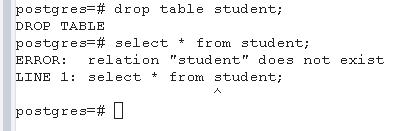 postgres=# drop table student;
DROP TABLE
postgres=# select * from student;
ERROR:  relation "student" does not exist
LINE 1: select * from student;
                      ^
postgres=#